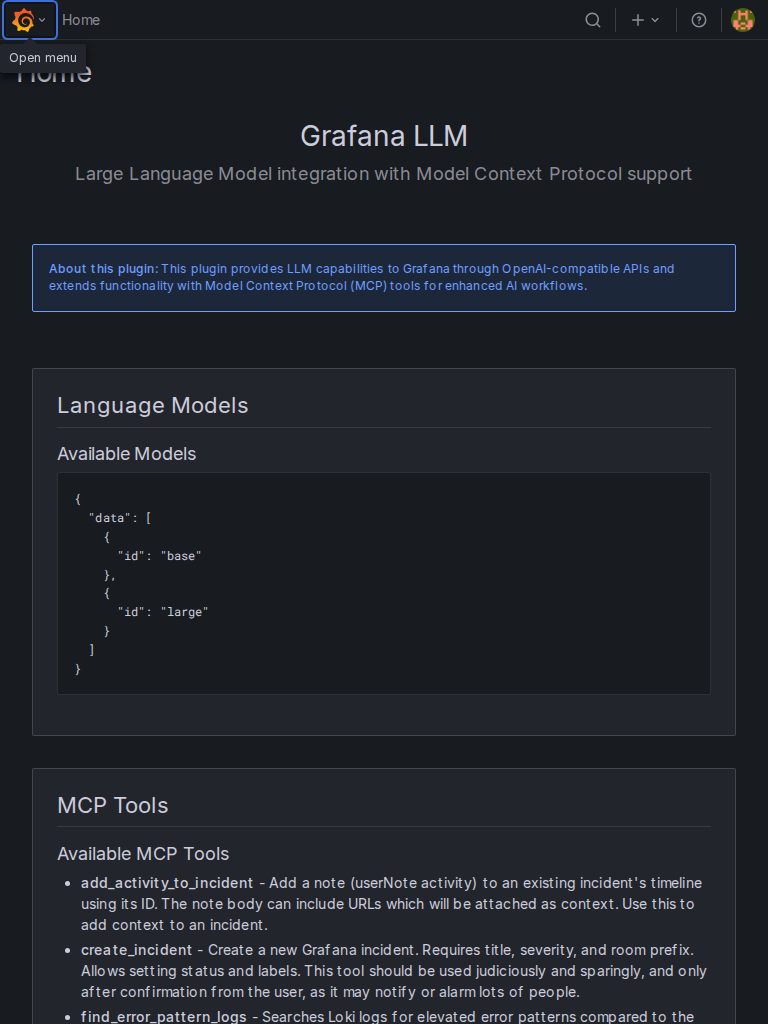 Home
Open menu
Home
Grafana LLM
Large Language Model integration with Model Context Protocol support
About this plugin: This plugin provides LLM capabilities to Grafana through OpenAI-compatible APIs and
extends functionality with Model Context Protocol (MCP) tools for enhanced AI workflows.
Language Models
Available Models
{
"data": [
{
"id": "base"
},
{
"id": "large"
}
]
}
MCP Tools
Available MCP Tools
add_activity_to_incident - Add a note (userNote activity) to an existing incident's timeline
using its ID. The note body can include URLs which will be attached as context. Use this to
add context to an incident.
create_incident - Create a new Grafana incident. Requires title, severity, and room prefix.
Allows setting status and labels. This tool should be used judiciously and sparingly, and only
after confirmation from the user, as it may notify or alarm lots of people.
find_error_pattern_logs - Searches Loki logs for elevated error patterns compared to the